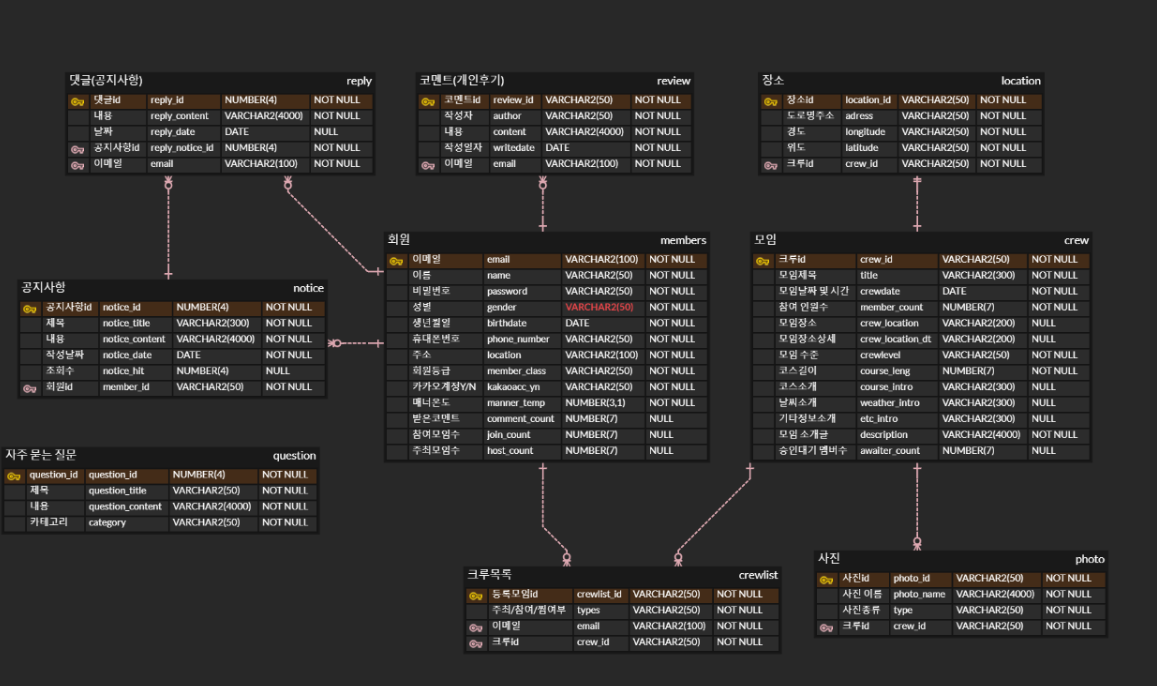 댓글(공지사항) reply
댓글id reply_id NUMBER(4) NOT NULL
내용 reply_content VARCHAR2(4000) NOT NULL
날짜 reply_date DATE NULL
공지사항id reply_notice_id NUMBER(4) NOT NULL
이메일 email VARCHAR2(100) NOT NULL
코멘트(개인후기) review
코멘트id review_id VARCHAR2(50) NOT NULL
작성자 author VARCHAR2(50) NOT NULL
내용 content VARCHAR2(4000) NOT NULL
작성일자 writedate DATE NOT NULL
이메일 email VARCHAR2(100) NOT NULL
장소 location
장소id location_id VARCHAR2(50) NOT NULL
도로명주소 adress VARCHAR2(50) NOT NULL
경도 longitude VARCHAR2(50) NOT NULL
위도 latitude VARCHAR2(50) NOT NULL
크루id crew_id VARCHAR2(50) NOT NULL
공지사항 notice
공지사항id notice_id NUMBER(4) NOT NULL
제목 notice_title VARCHAR2(300) NOT NULL
내용 notice_content VARCHAR2(4000) NOT NULL
작성날짜 notice_date DATE NOT NULL
조회수 notice_hit NUMBER(4) NULL
회원id member_id VARCHAR2(50) NOT NULL
회원 members
이메일 email VARCHAR2(100) NOT NULL
이름 name VARCHAR2(50) NOT NULL
비밀번호 password VARCHAR2(50) NOT NULL
성별 gender VARCHAR2(50) NOT NULL
생년월일 birthdate DATE NOT NULL
휴대폰번호 phone_number VARCHAR2(50) NOT NULL
주소 location VARCHAR2(100) NOT NULL
회원등급 member_class VARCHAR2(50) NOT NULL
카카오계정Y/N kakaoacc_yn VARCHAR2(50) NOT NULL
매너온도 manner_temp NUMBER(3,1) NOT NULL
받은코멘트 comment_count NUMBER(7) NULL
참여모임수 join_count NUMBER(7) NULL
주최모임수 host_count NUMBER(7) NULL
모임 crew
크루id crew_id VARCHAR2(50) NOT NULL
모임제목 title VARCHAR2(300) NOT NULL
모임날짜 및 시간 crewdate DATE NOT NULL
참여 인원수 member_count NUMBER(7) NOT NULL
모임장소 crew_location VARCHAR2(200) NULL
모임장소상세 crew_location_dt VARCHAR2(200) NULL
모임 수준 crewlevel VARCHAR2(50) NOT NULL
코스길이 course_leng NUMBER(7) NOT NULL
코스소개 course_intro VARCHAR2(300) NULL
날씨소개 weather_intro VARCHAR2(300) NULL
기타정보소개 etc_intro VARCHAR2(300) NULL
모임 소개글 description VARCHAR2(4000) NOT NULL
승인대기 멤버수 awaiter_count NUMBER(7) NULL
자주 묻는 질문 question
question_id question_id NUMBER(4) NOT NULL
제목 question_title VARCHAR2(50) NOT NULL
내용 question_content VARCHAR2(4000) NOT NULL
카테고리 category VARCHAR2(50) NOT NULL
크루목록 crewlist
등록모임id crewlist_id VARCHAR2(50) NOT NULL
주최/참여/찜여부 types VARCHAR2(50) NOT NULL
이메일 email VARCHAR2(100) NOT NULL
크루id crew_id VARCHAR2(50) NOT NULL
사진 photo
사진id photo_id VARCHAR2(50) NOT NULL
사진 이름 photo_name VARCHAR2(4000) NOT NULL
사진종류 type VARCHAR2(50) NOT NULL
크루id crew_id VARCHAR2(50) NOT NULL